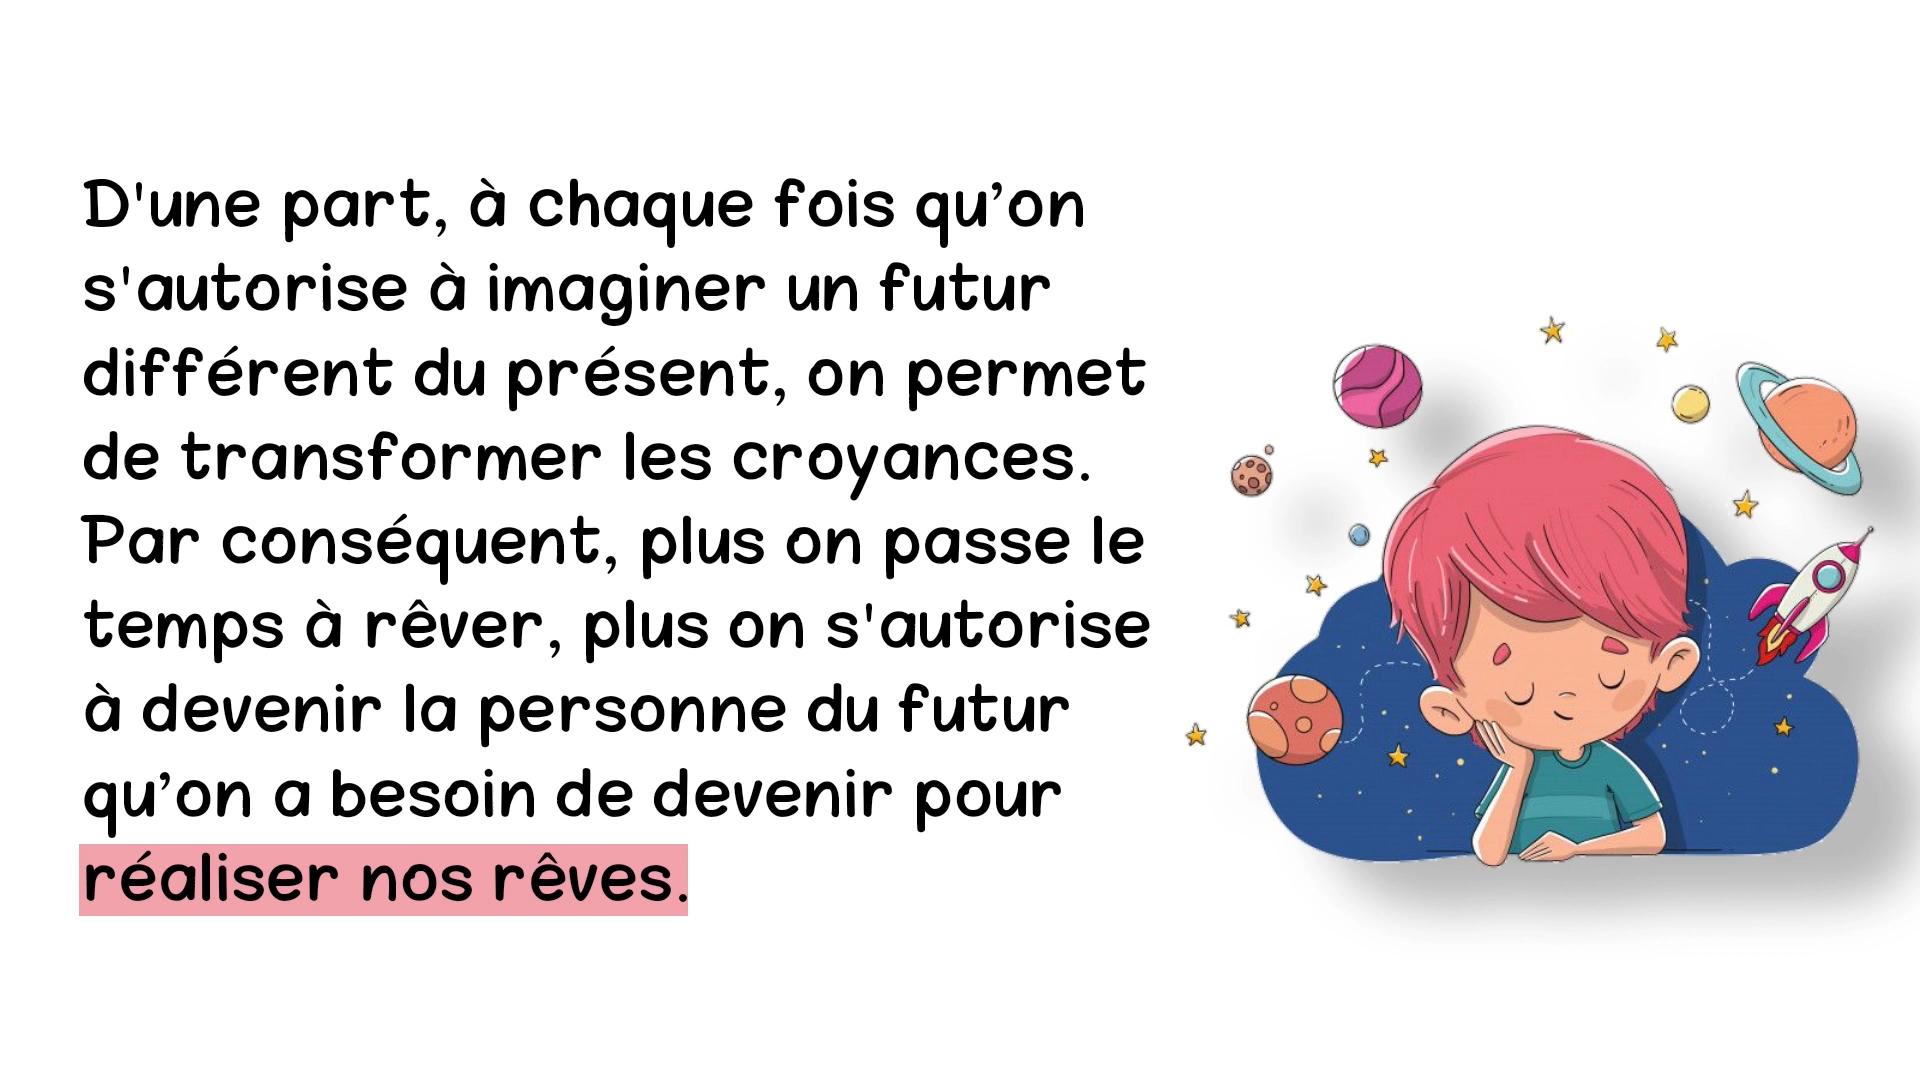 D'une part, à chaque fois qu’on
s'autorise à imaginer un futur
différent du présent, on permet
de transformer les croyances.
Par conséquent, plus on passe le
temps à rêver, plus on s'autorise
à devenir la personne du futur
qu’on a besoin de devenir pour
réaliser nos rêves.